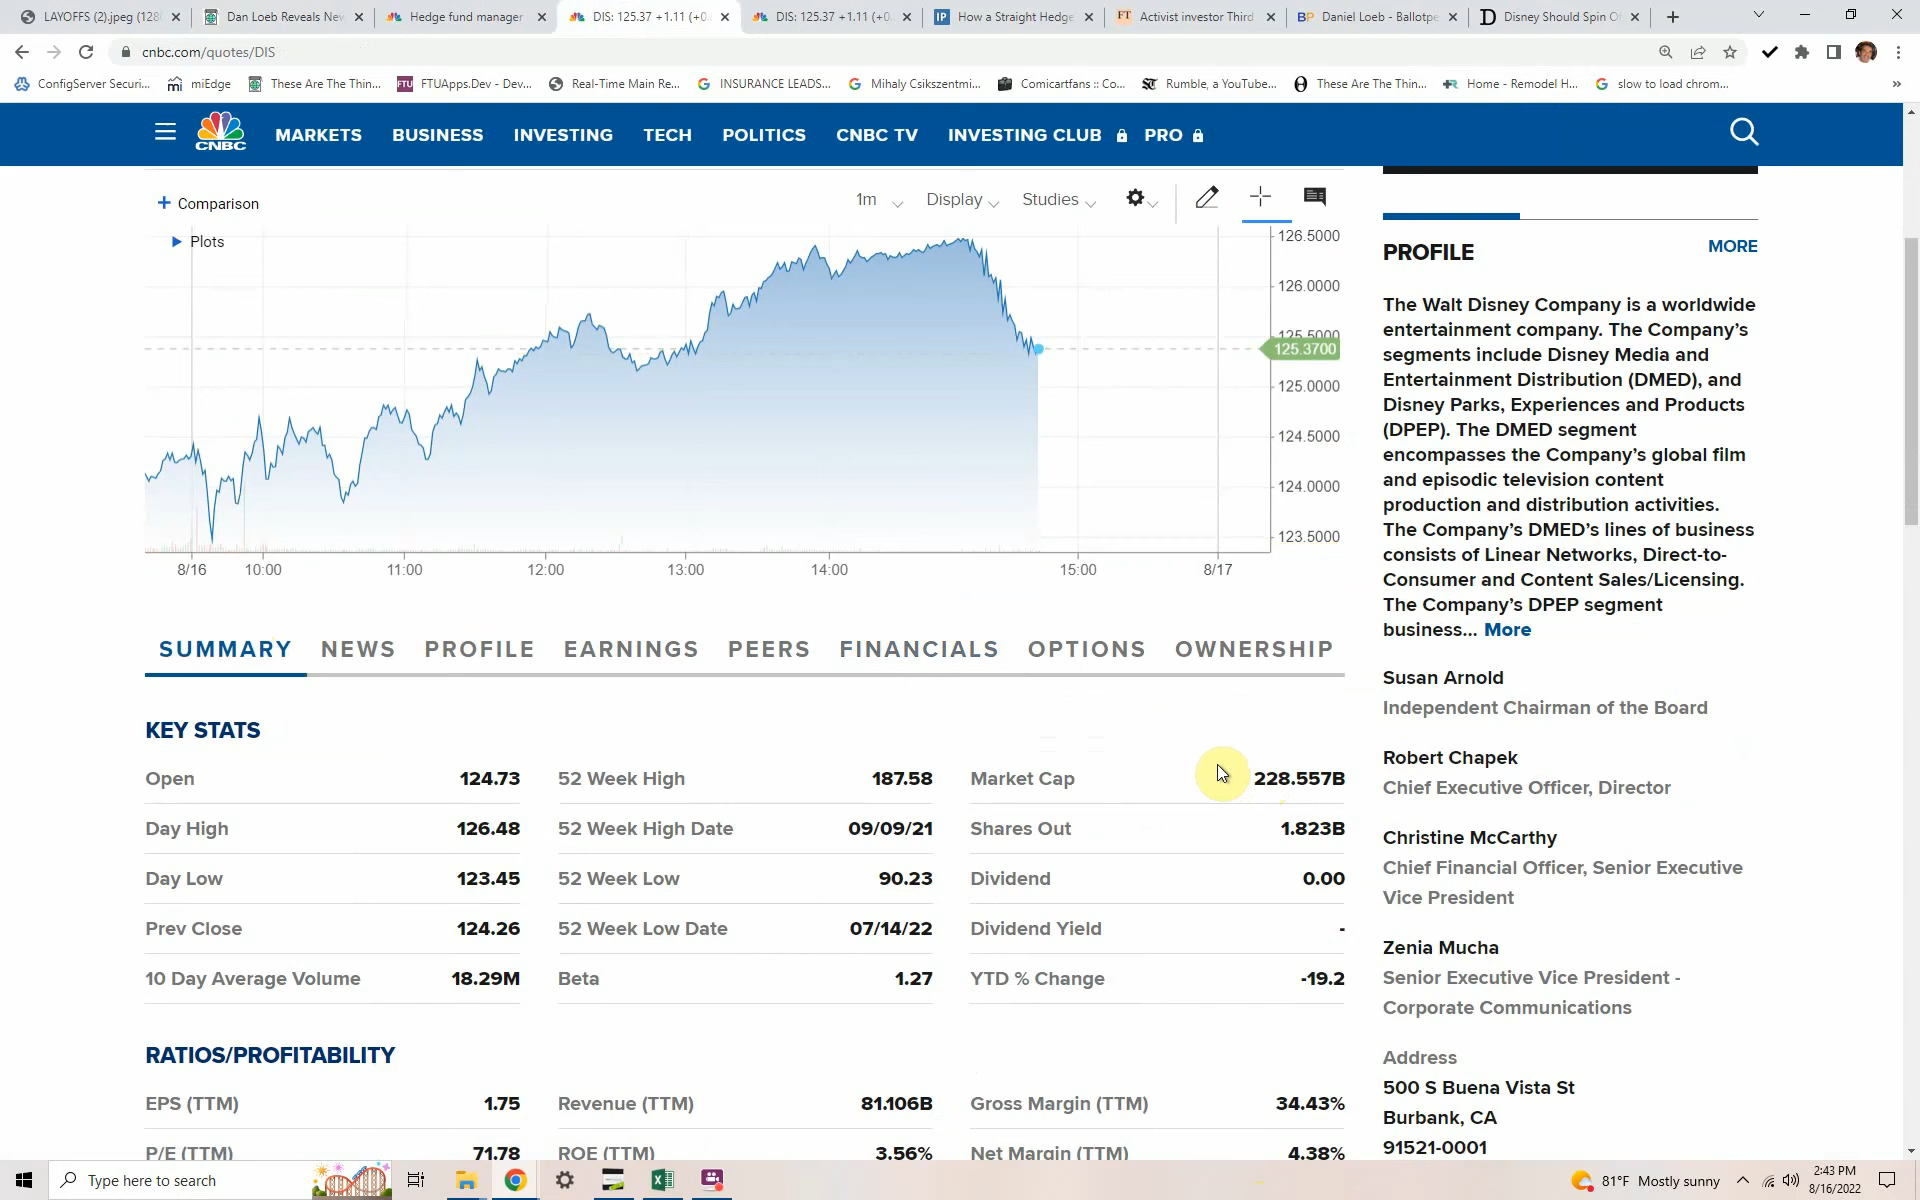 LAYOFFS (2).jpeg (128
Dan Loeb Reveals Nev
Hedge fund manager
DIS: 125.37 +1.11 (+0.
DIS: 125.37 +1.11 (+0.
IP How a Straight Hedge
FT Activist investor Third
BP Daniel Loeb - Ballotpe
D Disney Should Spin O
cnbc.com/quotes/DIS
ConfigServer Securi...
miEdge
These Are The Thin...
FTU FTUApps.Dev - Dev...
Real-Time Main Re...
INSURANCE LEADS...
Mihaly Csikszentmi...
Comicartfans :: Co...
Rumble, a YouTube...
These Are The Thin...
Home - Remodel H...
slow to load chrom...
»
CNBC
MARKETS BUSINESS INVESTING TECH POLITICS CNBC TV INVESTING CLUB PRO
+ Comparison
1m Display Studies
Plots
126.5000
126.0000
125.5000
125.3700
125.0000
124.5000
124.0000
123.5000
8/16 10:00 11:00 12:00 13:00 14:00 15:00 8/17
SUMMARY NEWS PROFILE EARNINGS PEERS FINANCIALS OPTIONS OWNERSHIP
KEY STATS
Open 124.73
Day High 126.48
Day Low 123.45
Prev Close 124.26
10 Day Average Volume 18.29M
52 Week High 187.58
52 Week High Date 09/09/21
52 Week Low 90.23
52 Week Low Date 07/14/22
Beta 1.27
Market Cap 228.557B
Shares Out 1.823B
Dividend 0.00
Dividend Yield -
YTD % Change -19.2
RATIOS/PROFITABILITY
EPS (TTM) 1.75
P/E (TTM) 71.78
Revenue (TTM) 81.106B
ROE (TTM) 3.56%
Gross Margin (TTM) 34.43%
Net Margin (TTM) 4.38%
PROFILE
MORE
The Walt Disney Company is a worldwide
entertainment company. The Company's
segments include Disney Media and
Entertainment Distribution (DMED), and
Disney Parks, Experiences and Products
(DPEP). The DMED segment
encompasses the Company's global film
and episodic television content
production and distribution activities.
The Company's DMED's lines of business
consists of Linear Networks, Direct-to-
Consumer and Content Sales/Licensing.
The Company's DPEP segment
business... More
Susan Arnold
Independent Chairman of the Board
Robert Chapek
Chief Executive Officer, Director
Christine McCarthy
Chief Financial Officer, Senior Executive
Vice President
Zenia Mucha
Senior Executive Vice President -
Corporate Communications
Address
500 S Buena Vista St
Burbank, CA
91521-0001
Type here to search
81°F Mostly sunny
2:43 PM
8/16/2022